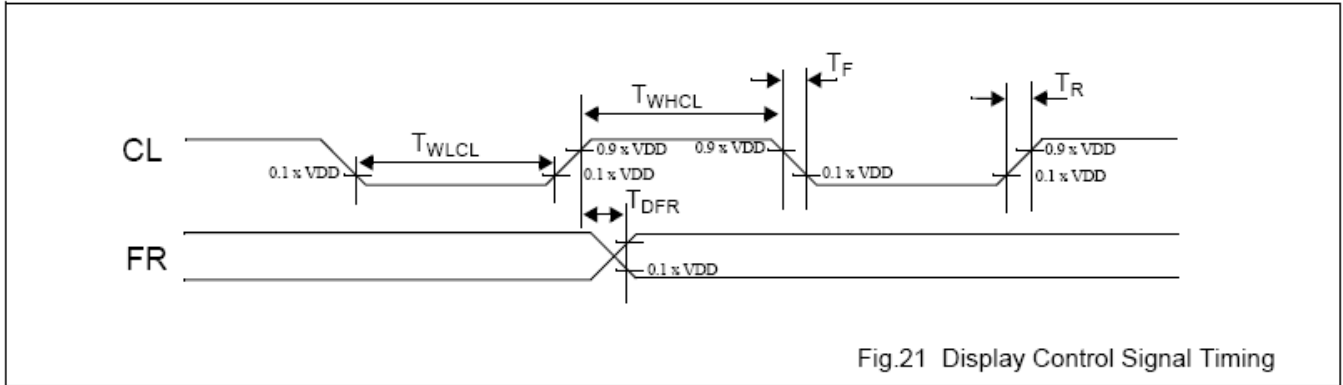 T_F
T_WHCL
T_R
CL
T_WLCL
0.9 x VDD
0.9 x VDD
0.9 x VDD
0.1 x VDD
0.1 x VDD
0.1 x VDD
0.1 x VDD
T_DFR
FR
0.1 x VDD
Fig.21 Display Control Signal Timing